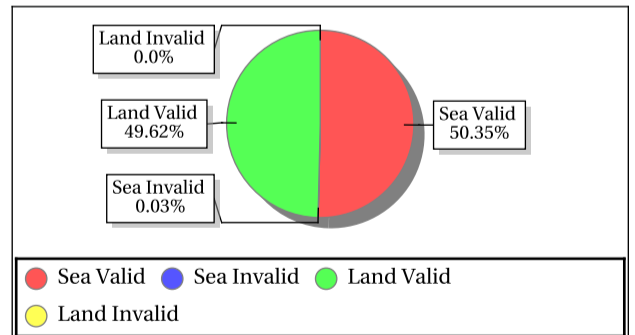 Land Invalid
0.0%
Land Valid
49.62%
Sea Valid
50.35%
Sea Invalid
0.03%
Sea Valid Sea Invalid Land Valid
Land Invalid